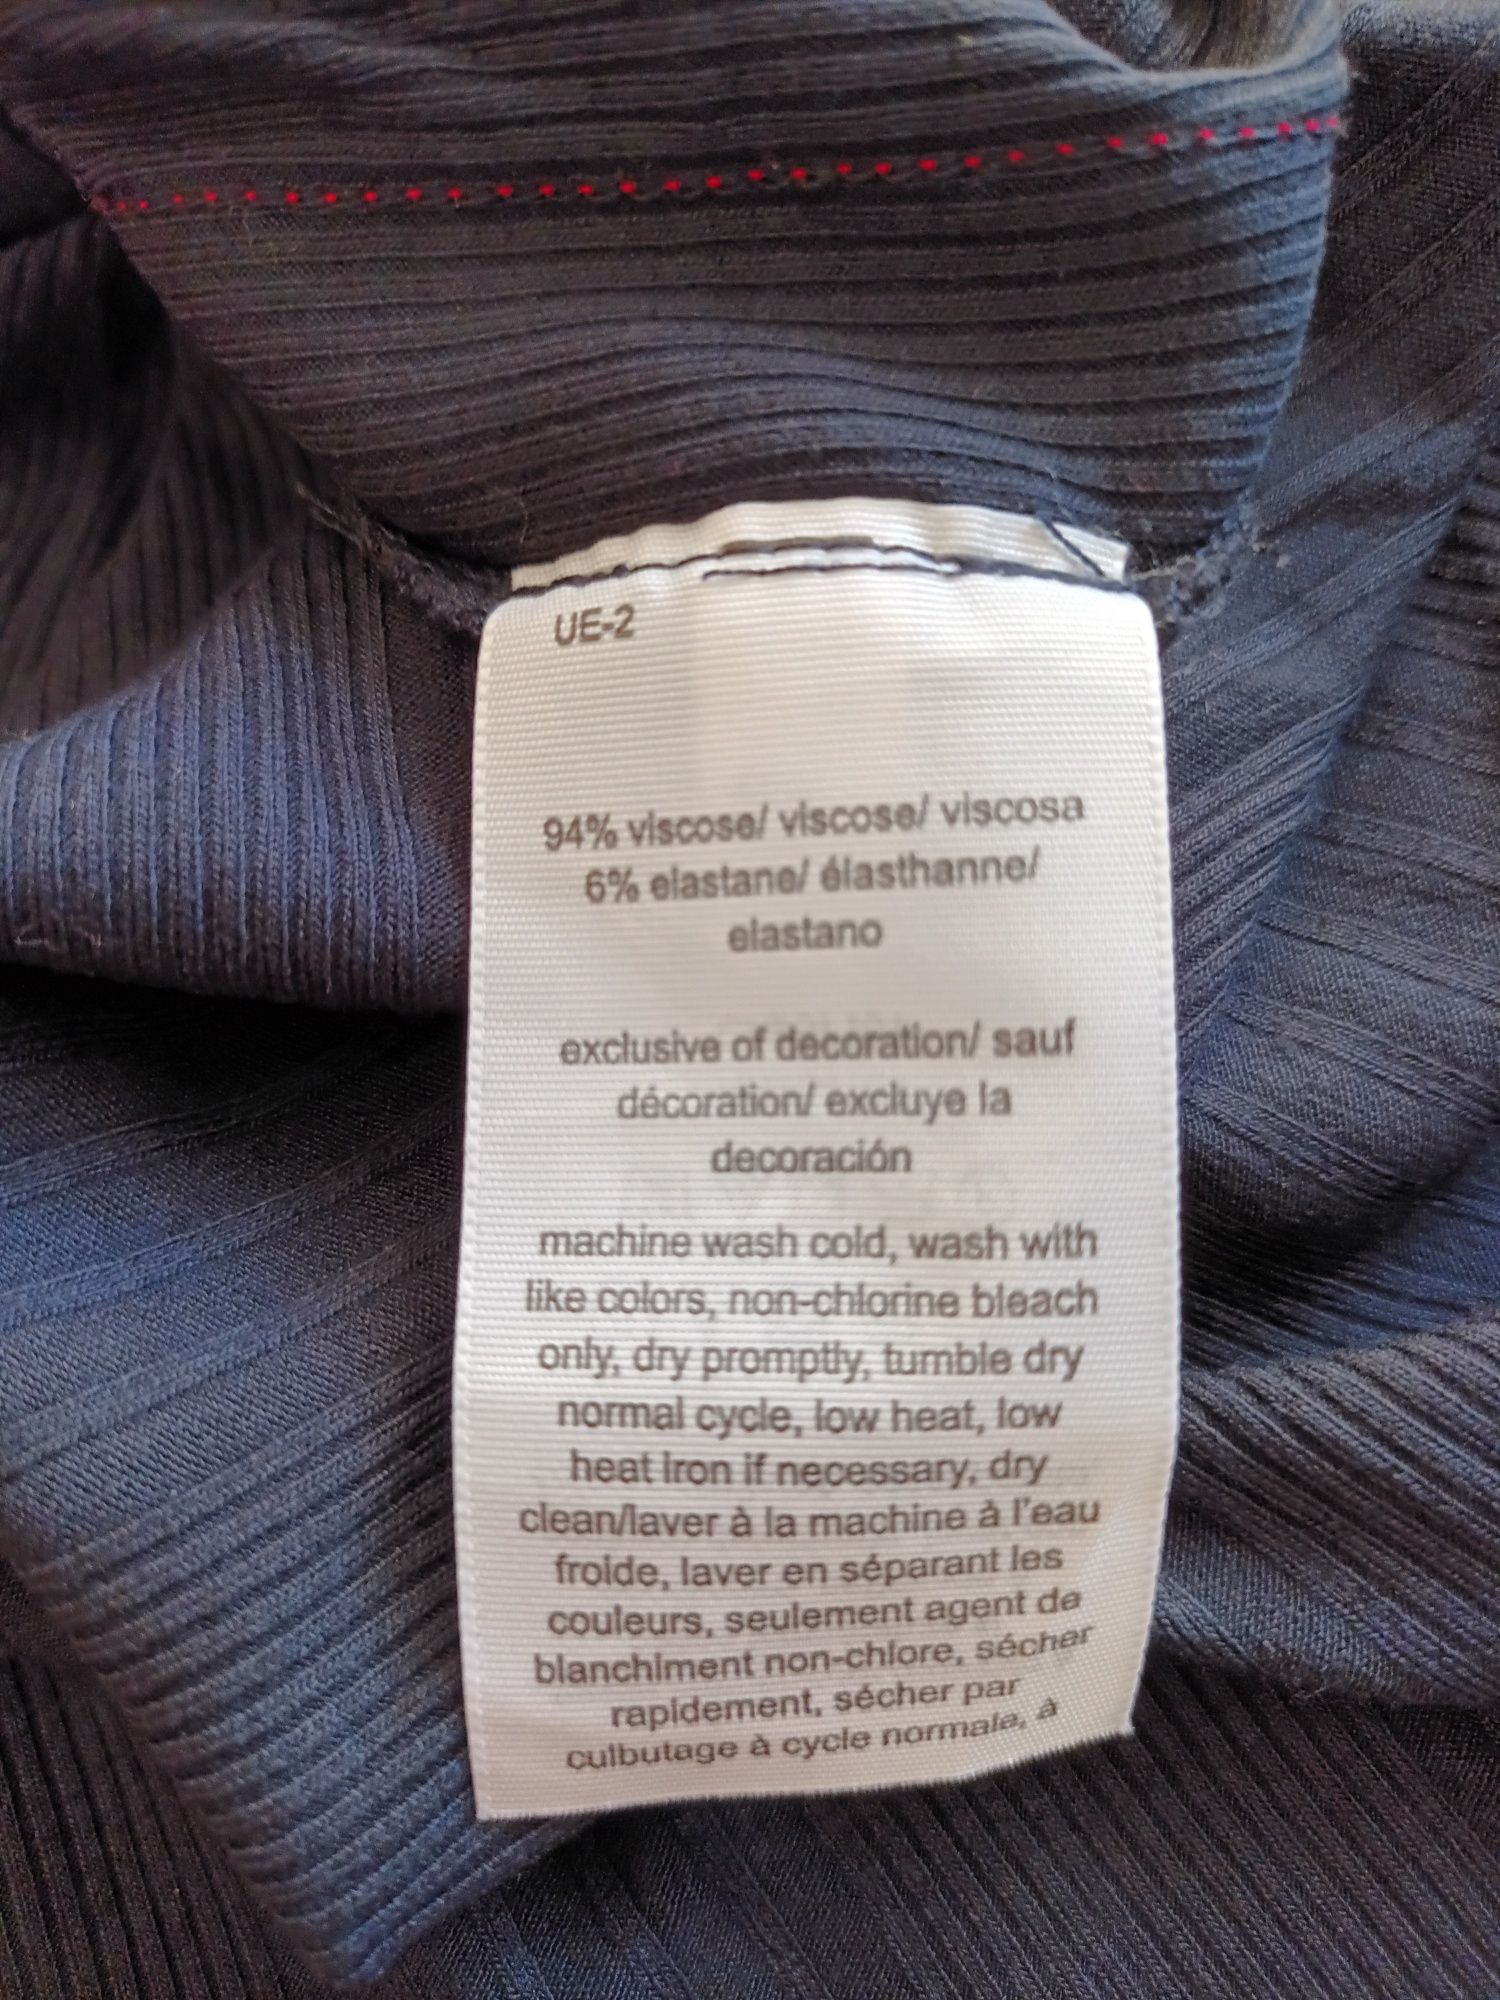 UE-2
94% viscose/ viscose/ viscosa
6% elastane/ élasthanne/
elastano
exclusive of decoration/ sauf
décoration/ excluye la
decoración
machine wash cold, wash with
like colors, non-chlorine bleach
only, dry promptly, tumble dry
normal cycle, low heat, low
heat iron if necessary, dry
clean/laver à la machine à l'eau
froide, laver en séparant les
couleurs, seulement agent de
blanchiment non-chlore, sécher
rapidement, sécher par
culbutage à cycle normale, à